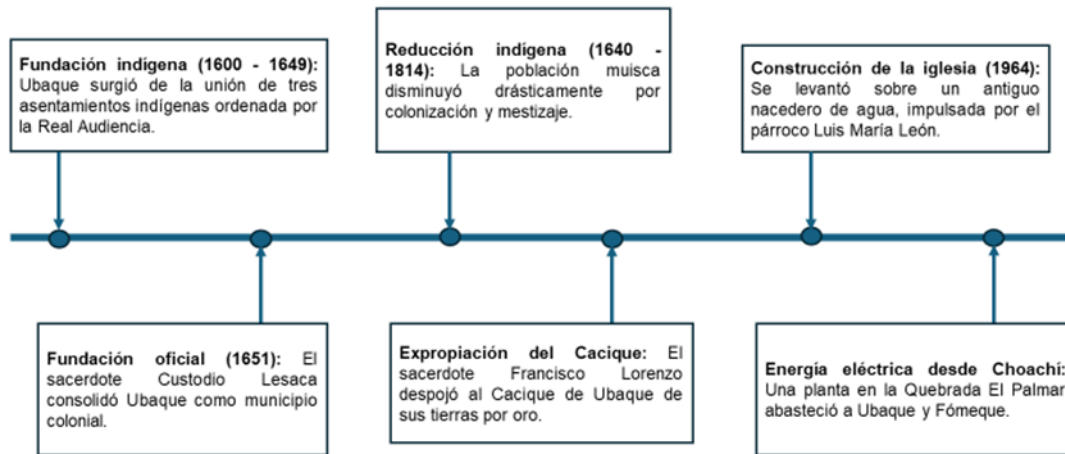 Fundación indígena (1600 - 1649):
Ubaque surgió de la unión de tres
asentamientos indígenas ordenada por
la Real Audiencia.
Reducción indígena (1640 -
1814): La población muisca
disminuyó drásticamente por
colonización y mestizaje.
Construcción de la iglesia (1964):
Se levantó sobre un antiguo
nacedero de agua, impulsada por el
párroco Luis María León.
Fundación oficial (1651): El
sacerdote Custodio Lesaca
consolidó Ubaque como municipio
colonial.
Expropiación del Cacique: El
sacerdote Francisco Lorenzo
despojó al Cacique de Ubaque de
sus tierras por oro.
Energía eléctrica desde Choachí:
Una planta en la Quebrada El Palmar
abasteció a Ubaque y Fómeque.